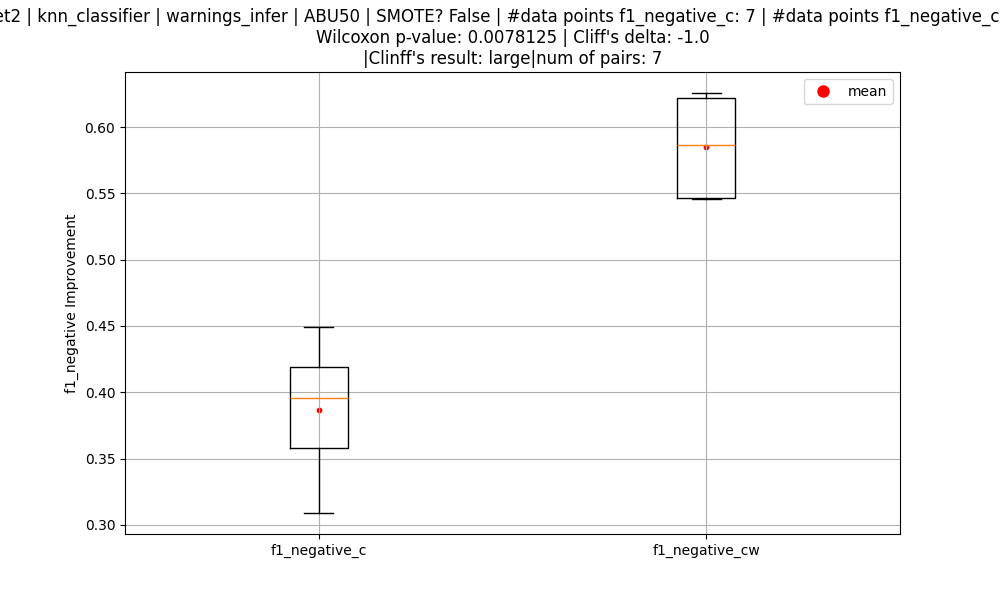 et2 | knn_classifier | warnings_infer | ABU50 | SMOTE? False | #data points f1_negative_c: 7 | #data points f1_negative_c
Wilcoxon p-value: 0.0078125 | Cliff's delta: -1.0
|Clinff's result: large|num of pairs: 7
mean
f1_negative Improvement
0.60
0.55
0.50
0.45
0.40
0.35
0.30
f1_negative_c
f1_negative_cw